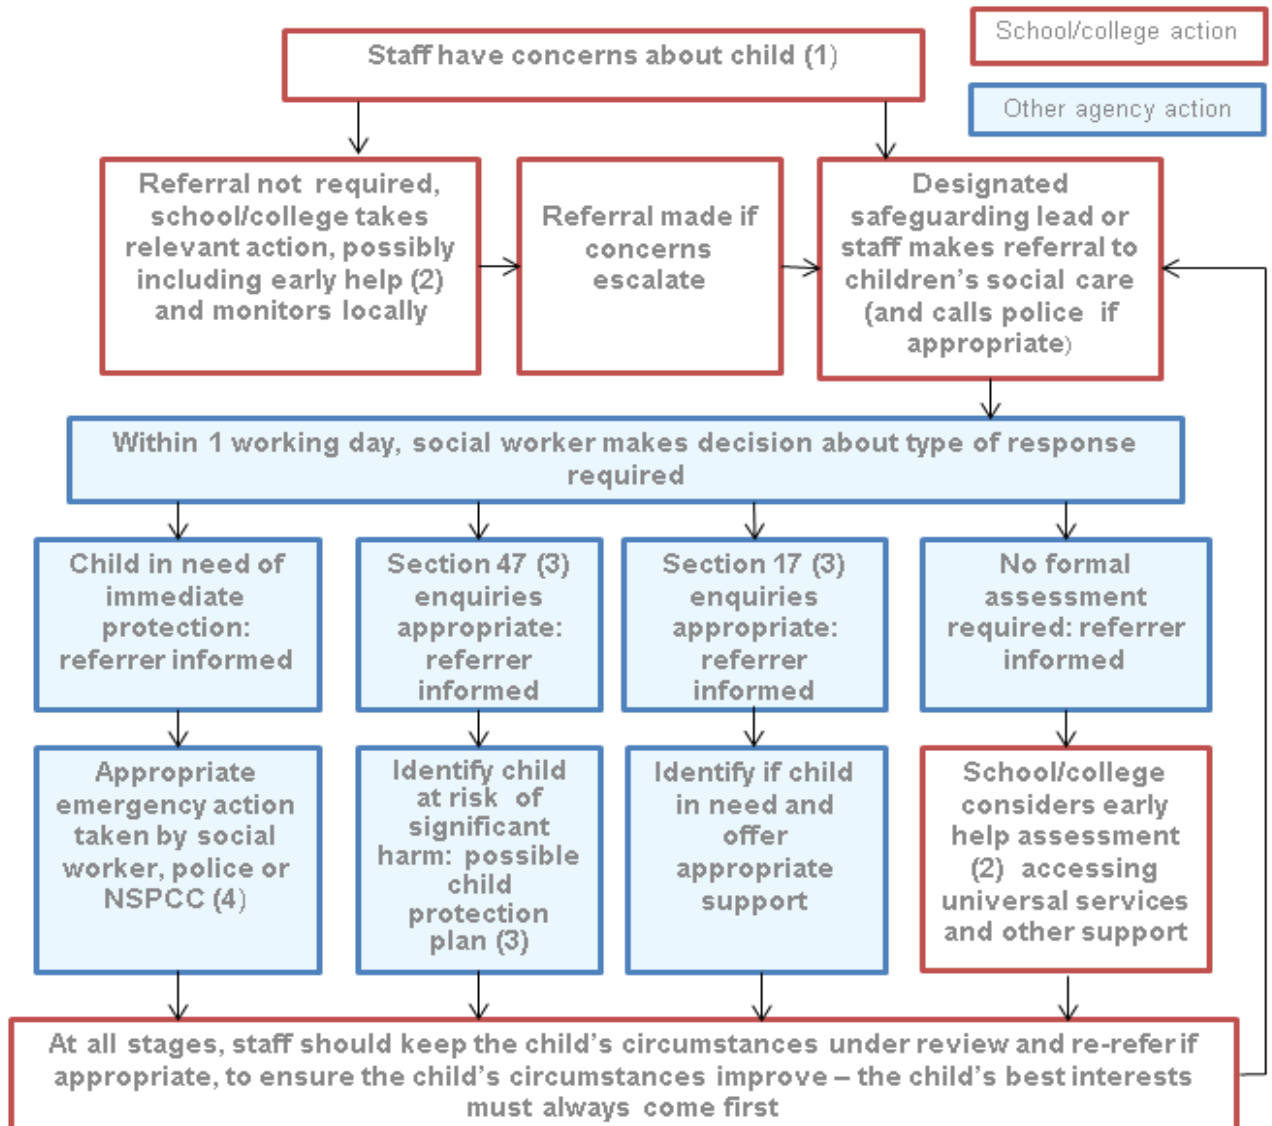 School/college action
Staff have concerns about child (1)
Other agency action
Referral not required,
school/college takes
relevant action, possibly
including early help (2)
and monitors locally
Referral made if
concerns
escalate
Designated
safeguarding lead or
staff makes referral to
children's social care
(and calls police if
appropriate)
Within 1 working day, social worker makes decision about type of response
required
Child in need of
immediate
protection:
referrer informed
Section 47 (3)
enquiries
appropriate:
referrer
informed
Section 17 (3)
enquiries
appropriate:
referrer
informed
No formal
assessment
required: referrer
informed
Appropriate
emergency action
taken by social
worker, police or
NSPCC (4)
Identify child
at risk of
significant
harm: possible
child
protection
plan (3)
Identify if child
in need and
offer
appropriate
support
School/college
considers early
help assessment
(2) accessing
universal services
and other support
At all stages, staff should keep the child's circumstances under review and re-refer if
appropriate, to ensure the child's circumstances improve – the child's best interests
must always come first